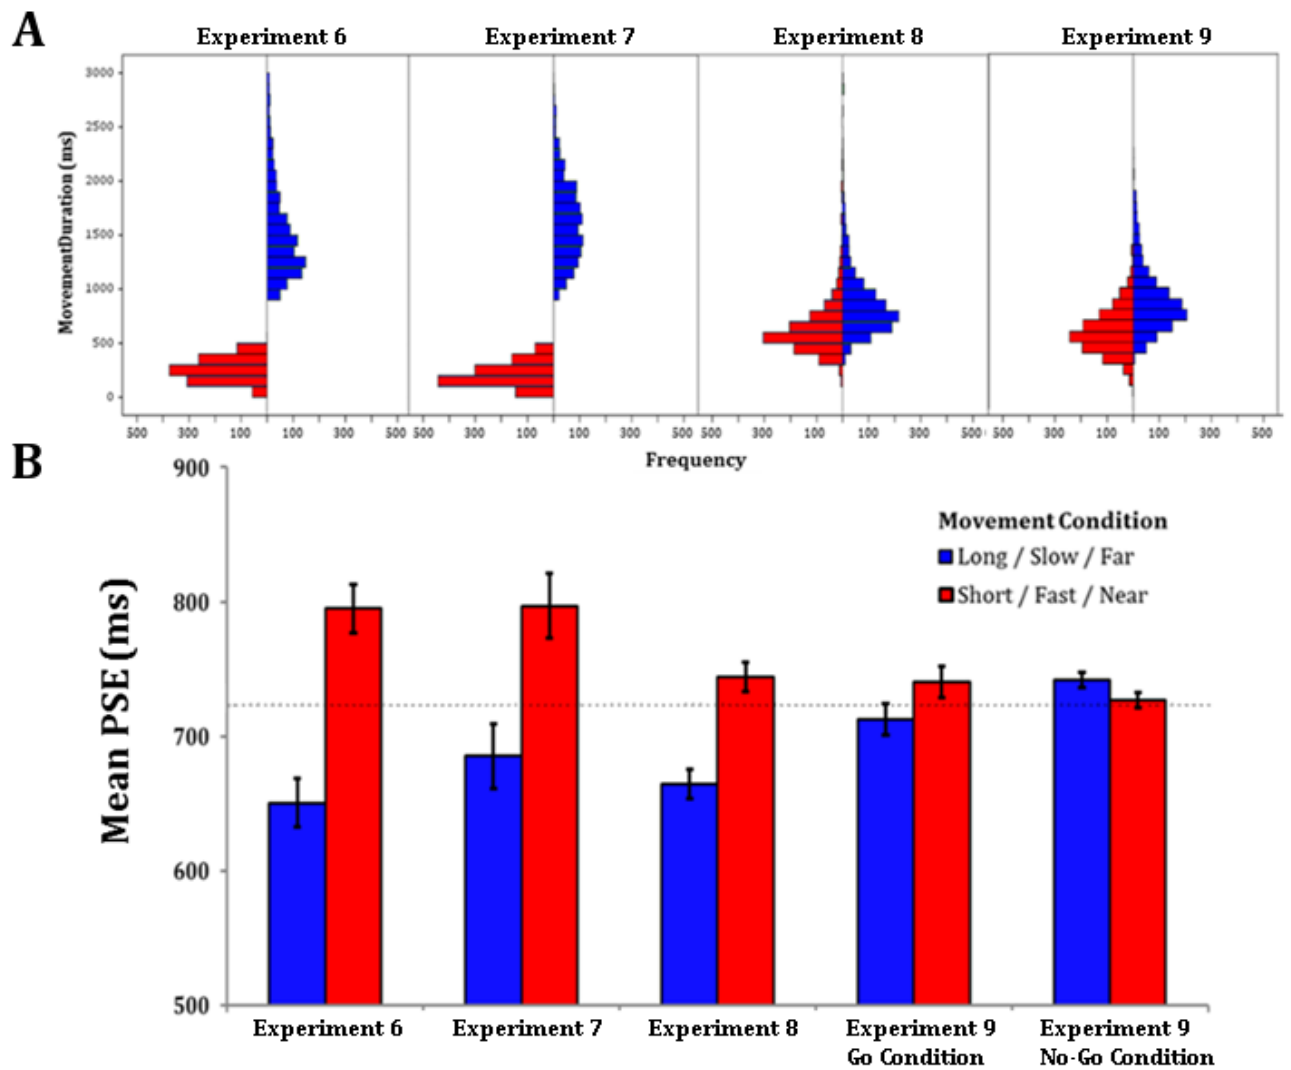 A
Experiment 6 Experiment 7 Experiment 8 Experiment 9
MovementDuration (ms)
3000
2500
2000
1500
1000
500
0
500 300 100 100 300 500 500 300 100 100 300 500 500 300 100 100 300 500 500 300 100 100 300 500
Frequency
B
Mean PSE (ms)
900
800
700
600
500
Movement Condition
Long / Slow / Far
Short / Fast / Near
Experiment 6 Experiment 7 Experiment 8 Experiment 9 Experiment 9
Go Condition No-Go Condition